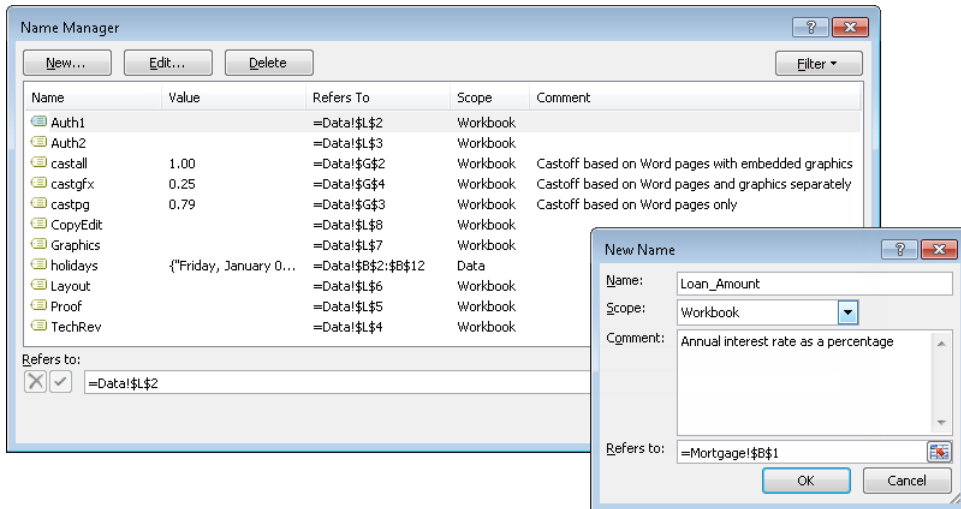 Name Manager
New... Edit... Delete Filter
Name Value Refers To Scope Comment
Auth1 =Data!$L$2 Workbook
Auth2 =Data!$L$3 Workbook
castall 1.00 =Data!$G$2 Workbook Castoff based on Word pages with embedded graphics
castgfx 0.25 =Data!$G$4 Workbook Castoff based on Word pages and graphics separately
castpg 0.79 =Data!$G$3 Workbook Castoff based on Word pages only
CopyEdit =Data!$L$8 Workbook
Graphics =Data!$L$7 Workbook
holidays {"Friday, January 0... =Data!$B$2:$B$12 Data
Layout =Data!$L$6 Workbook
Proof =Data!$L$5 Workbook
TechRev =Data!$L$4 Workbook
Refers to:
=Data!$L$2
New Name
Name: Loan_Amount
Scope: Workbook
Comment: Annual interest rate as a percentage
Refers to: =Mortgage!$B$1
OK Cancel